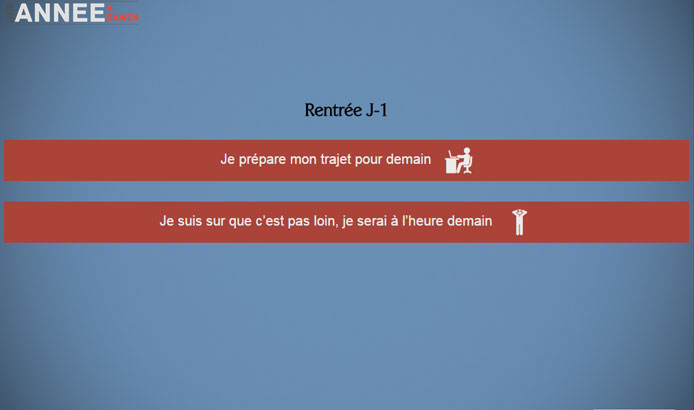 ANNEE
Rentrée J-1
Je prépare mon trajet pour demain
Je suis sur que c'est pas loin, je serai à l'heure demain